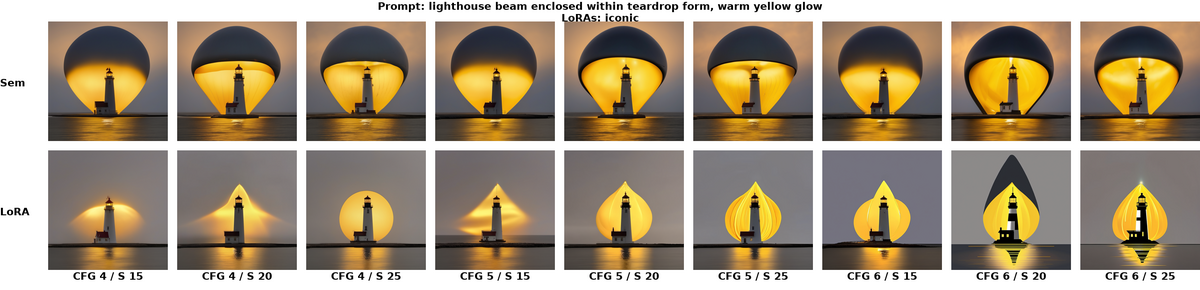 Prompt: lighthouse beam enclosed within teardrop form, warm yellow glow
LoRAs: iconic
Sem
LoRA
CFG 4 / S 15 CFG 4 / S 20 CFG 4 / S 25 CFG 5 / S 15 CFG 5 / S 20 CFG 5 / S 25 CFG 6 / S 15 CFG 6 / S 20 CFG 6 / S 25